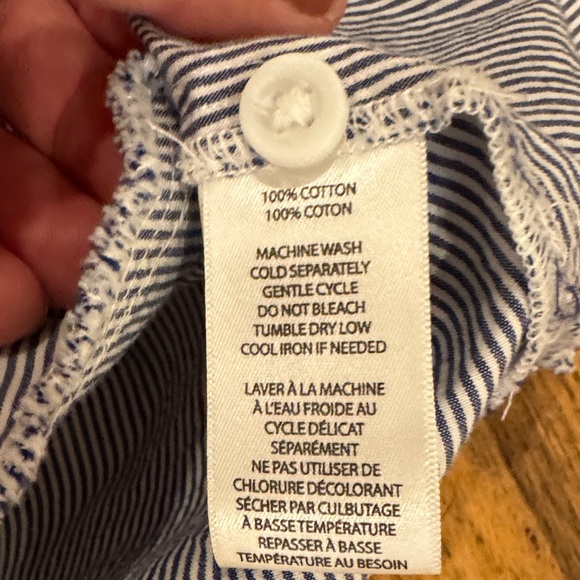 100% COTTON
100% COTON
MACHINE WASH
COLD SEPARATELY
GENTLE CYCLE
DO NOT BLEACH
TUMBLE DRY LOW
COOL IRON IF NEEDED
LAVER À LA MACHINE
À L'EAU FROIDE AU
CYCLE DÉLICAT
SÉPARÉMENT
NE PAS UTILISER DE
CHLORURE DÉCOLORANT
SÉCHER PAR CULBUTAGE
À BASSE TEMPÉRATURE
REPASSER À BASSE
TEMPÉRATURE AU BESOIN